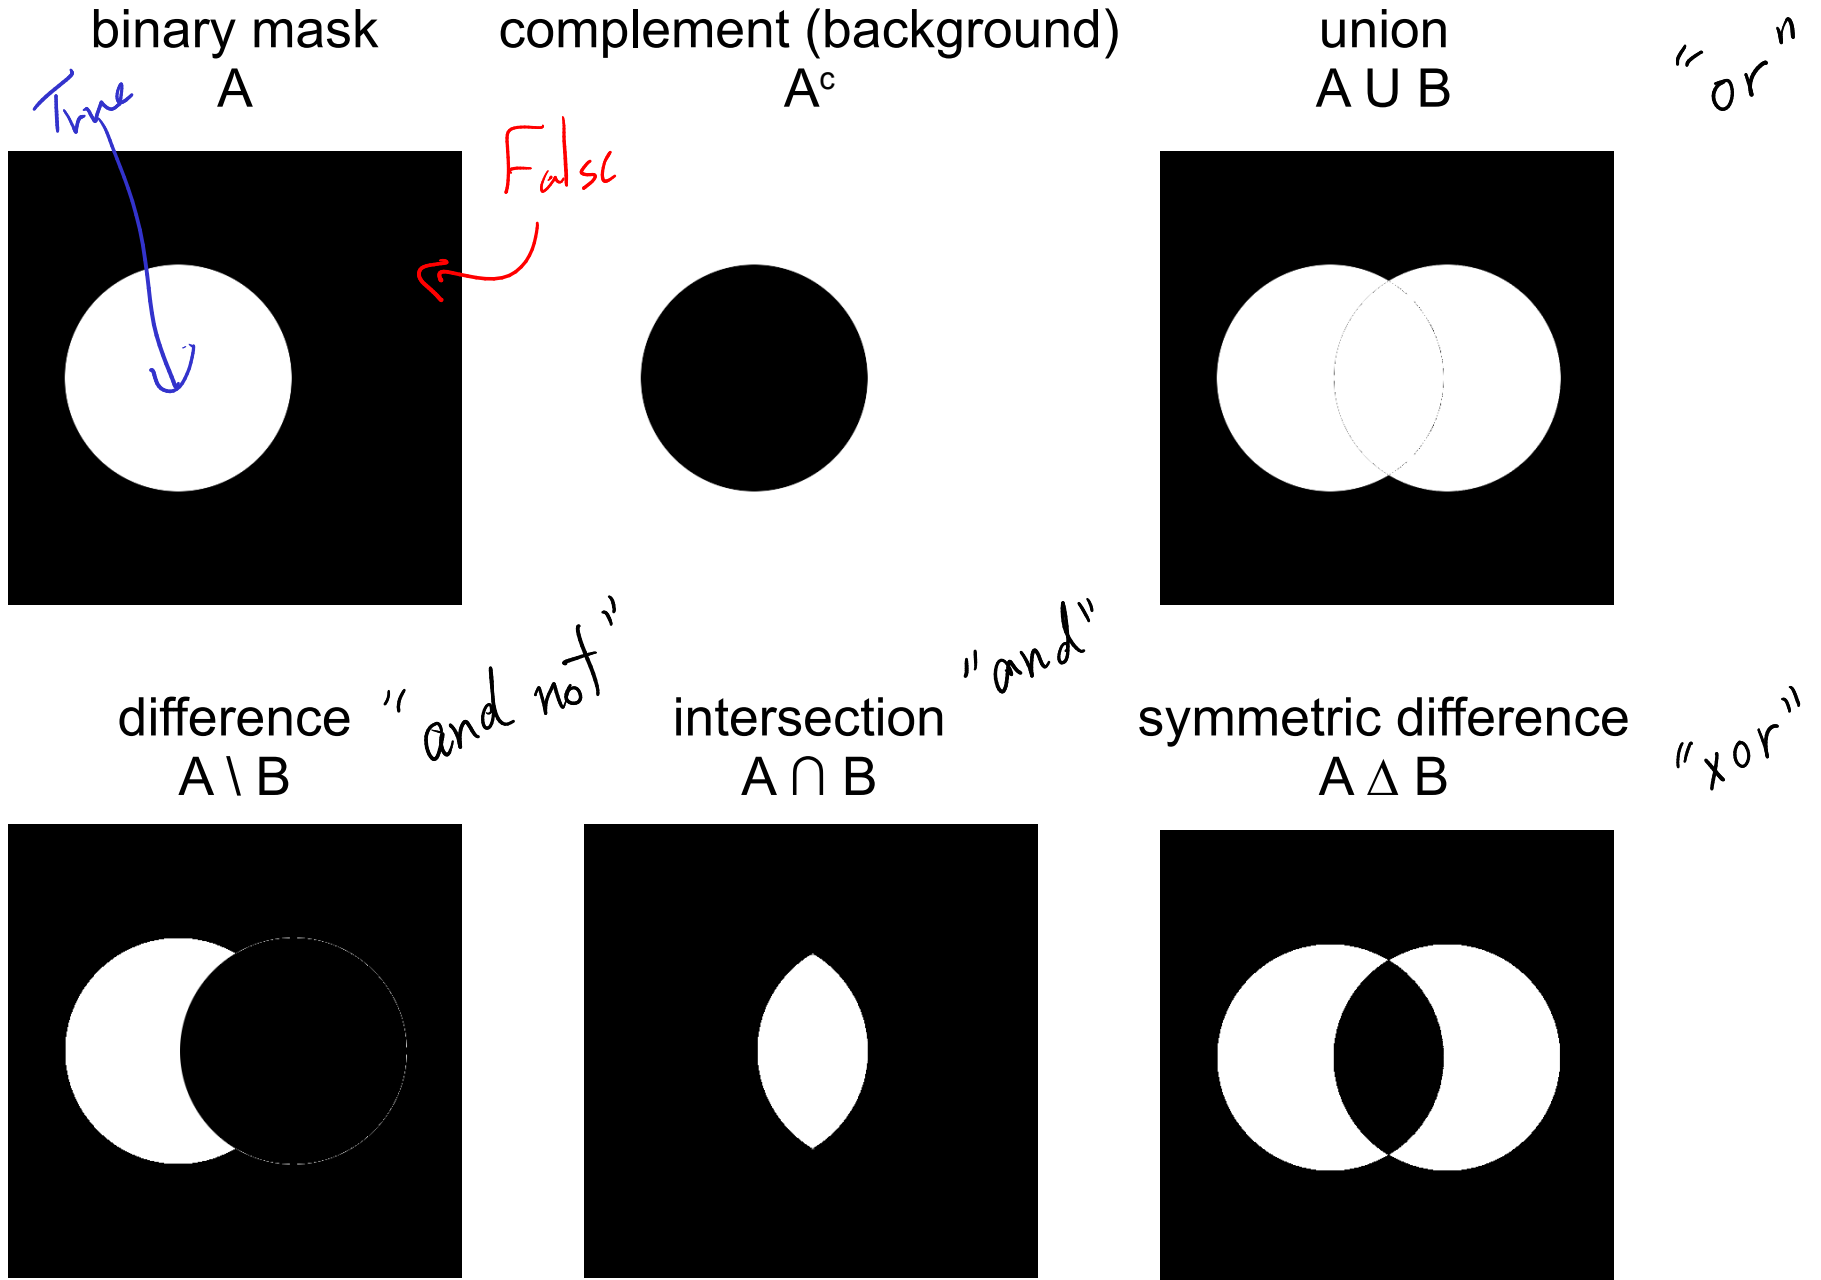 binary mask
A
True
complement (background)
Aᶜ
False
union
A ∪ B
"or"
difference
A \ B
"and not"
intersection
A ∩ B
"and"
symmetric difference
A Δ B
"xor"